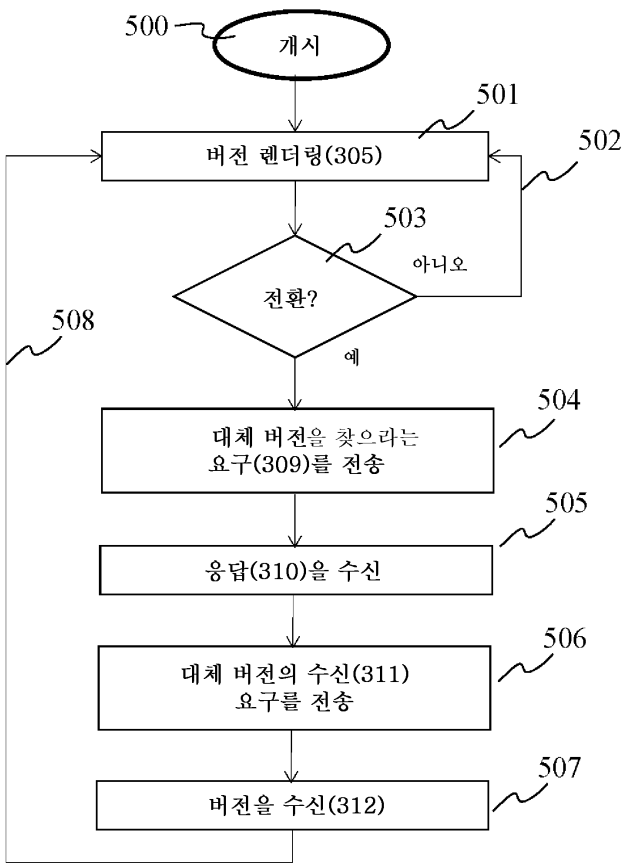 500
개시
501
버전 렌더링(305)
502
503
전환?
아니오
508
예
504
대체 버전을 찾으라는
요구(309)를 전송
505
응답(310)을 수신
506
대체 버전의 수신(311)
요구를 전송
507
버전을 수신(312)